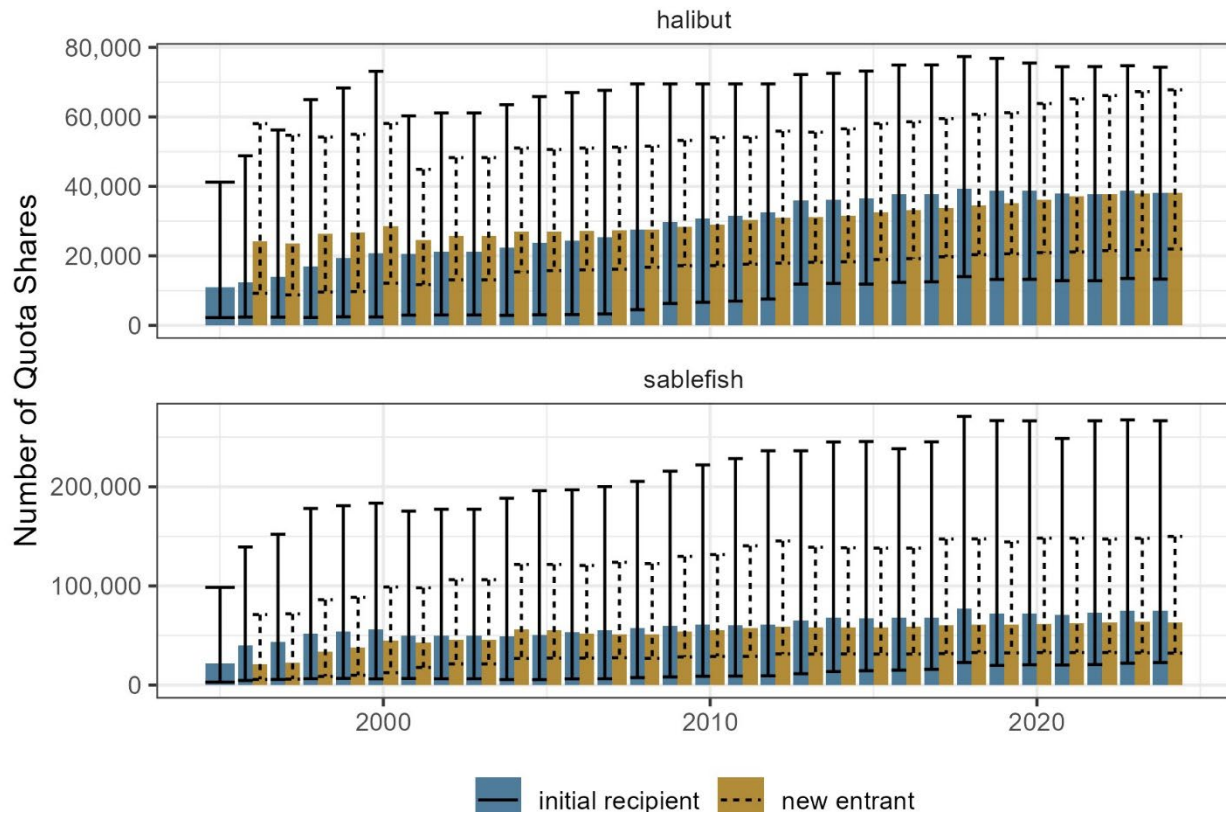 halibut
80,000
60,000
40,000
20,000
0
Number of Quota Shares
sablefish
200,000
100,000
0
2000 2010 2020
initial recipient new entrant